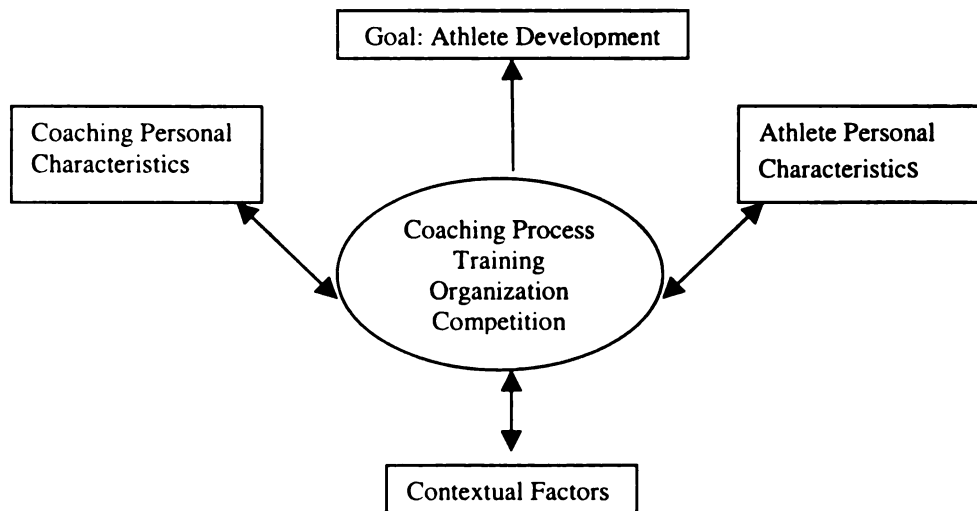 Goal: Athlete Development
Coaching Personal
Characteristics
Athlete Personal
Characteristics
Coaching Process
Training
Organization
Competition
Contextual Factors